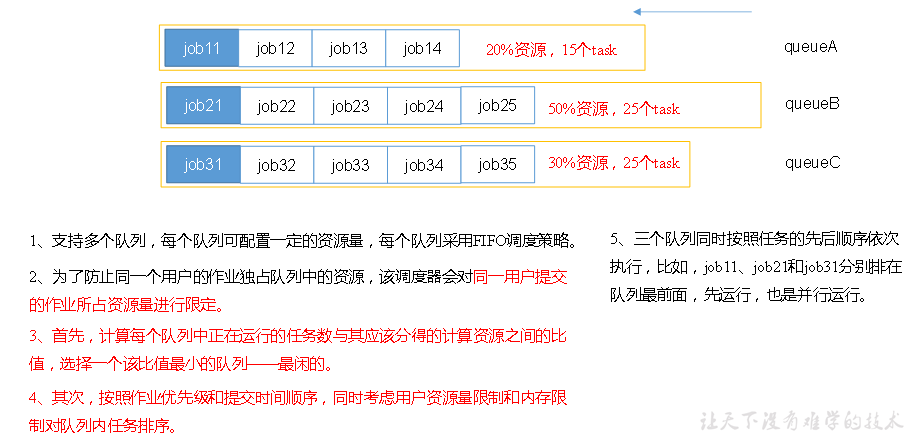 job11 job12 job13 job14 20%资源，15个task queueA
job21 job22 job23 job24 job25 50%资源，25个task queueB
job31 job32 job33 job34 job35 30%资源，25个task queueC
1、支持多个队列，每个队列可配置一定的资源量，每个队列采用FIFO调度策略。
2、为了防止同一个用户的作业独占队列中的资源，该调度器会对同一用户提交
的作业所占资源量进行限定。
3、首先，计算每个队列中正在运行的任务数与其应该分得的计算资源之间的比
值，选择一个该比值最小的队列——最闲的。
4、其次，按照作业优先级和提交时间顺序，同时考虑用户资源量限制和内存限
制对队列内任务排序。
5、三个队列同时按照任务的先后顺序依次
执行，比如，job11、job21和job31分别排在
队列最前面，先运行，也是并行运行。
让天下没有难学的技术